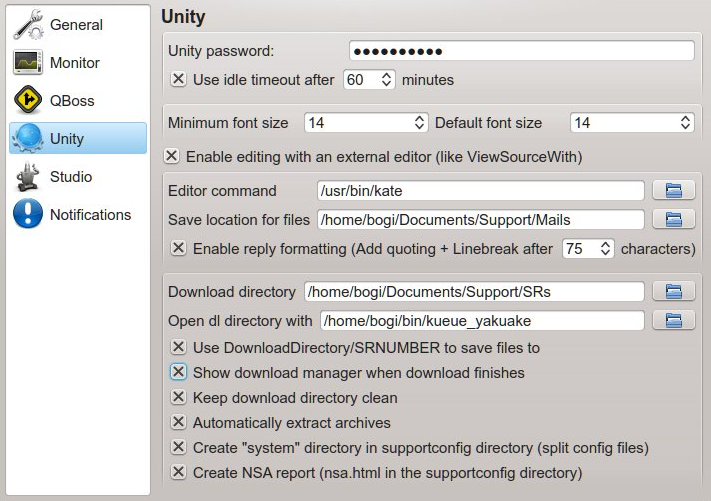 General
Monitor
QBoss
Unity
Studio
Notifications
Unity
Unity password: ●●●●●●●●●●
Use idle timeout after 60 minutes
Minimum font size 14 Default font size 14
Enable editing with an external editor (like ViewSourceWith)
Editor command /usr/bin/kate
Save location for files /home/bogi/Documents/Support/Mails
Enable reply formatting (Add quoting + Linebreak after 75 characters)
Download directory /home/bogi/Documents/Support/SRs
Open dl directory with /home/bogi/bin/kueue_yakuake
Use DownloadDirectory/SRNUMBER to save files to
Show download manager when download finishes
Keep download directory clean
Automatically extract archives
Create "system" directory in supportconfig directory (split config files)
Create NSA report (nsa.html in the supportconfig directory)